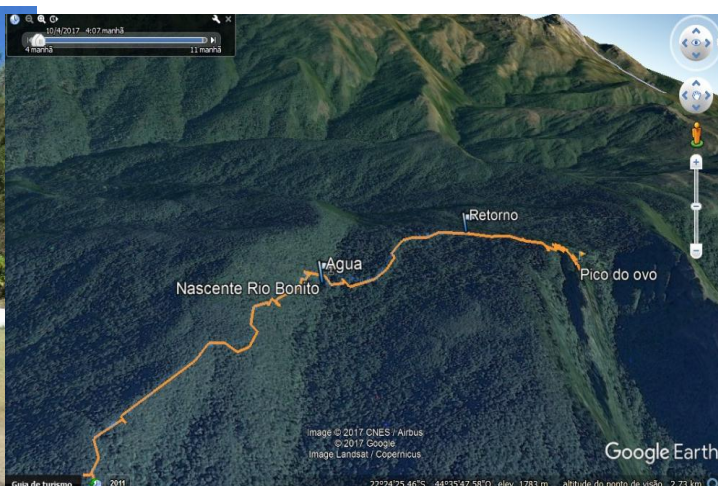 10/4/2017 4:07 manhã
4 manhã
11 manhã
Retorno
Agua
Pico do ovo
Nascente Rio Bonito
Image © 2017 CNES / Airbus
© 2017 Google
Image Landsat / Copernicus
Google Earth
Guia de turismo
2011
22°24'25.46"S 44°35'47.58"O elev. 1783 m altitude do ponto de visão 2.73 km